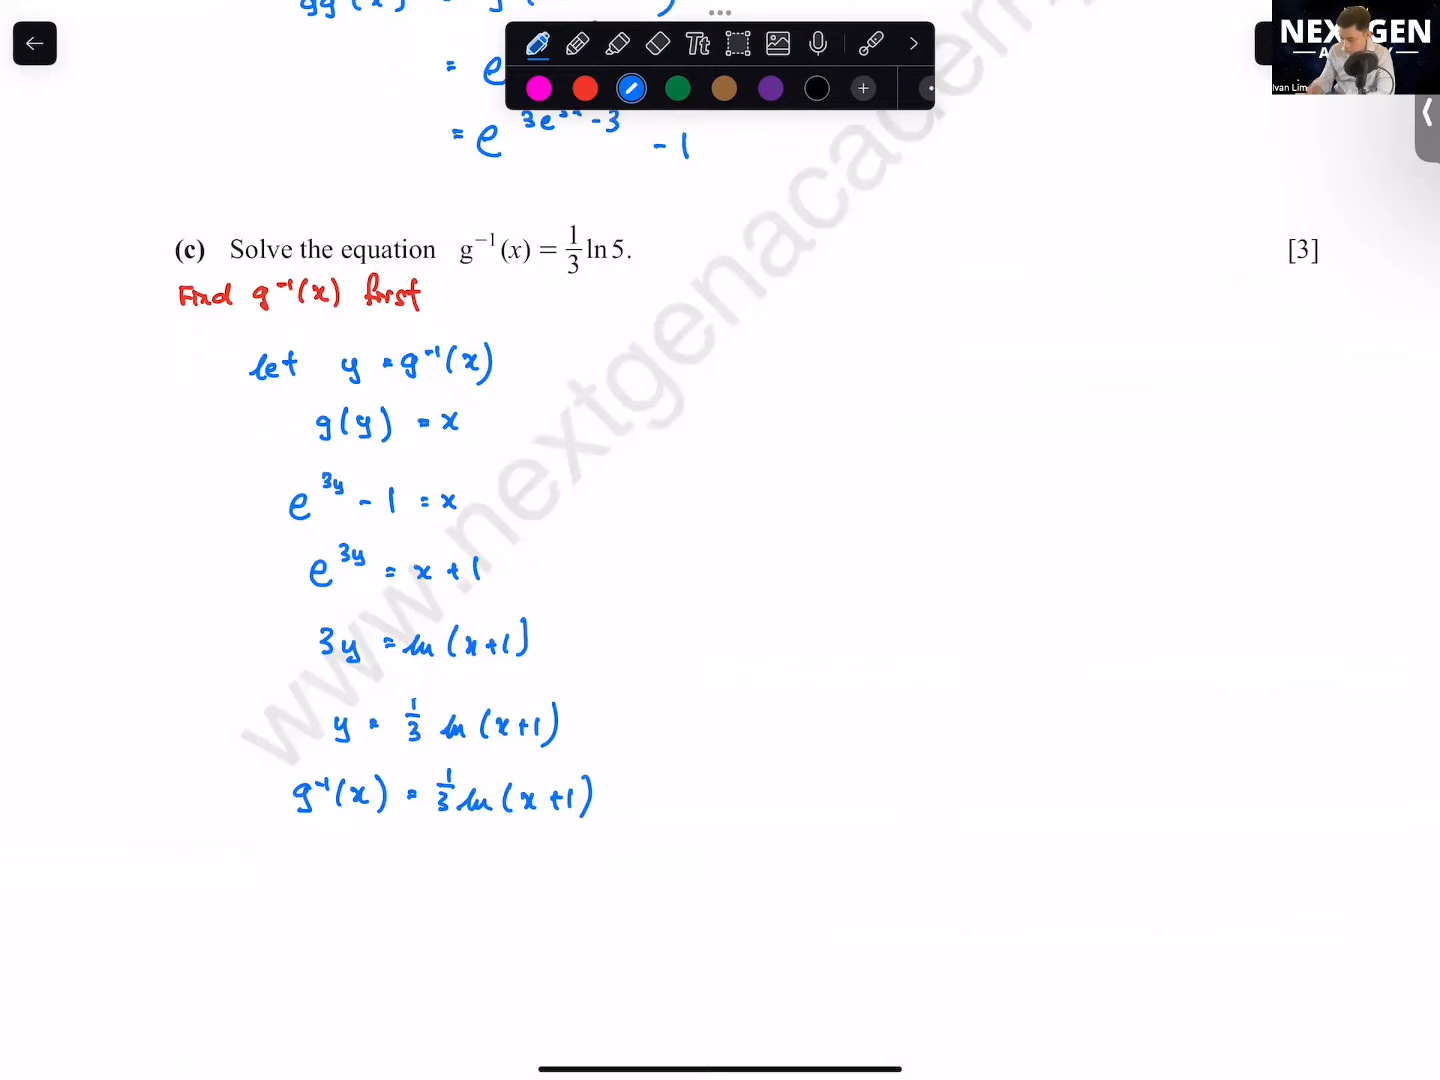 = e
= e^{3e^{3x} - 3} - 1
Tt
NEXTGEN
Ivan Lim
(c) Solve the equation g⁻¹(x) = 1/3 ln 5. [3]
Find g⁻¹(x) first
let y = g⁻¹(x)
g(y) = x
e^{3y} - 1 = x
e^{3y} = x + 1
3y = ln(x+1)
y = 1/3 ln(x+1)
g⁻¹(x) = 1/3 ln(x+1)
www.nextgenacademy